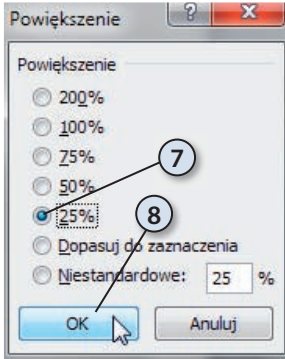 Powiększenie
Powiększenie
200%
100%
75%
7
50%
25%
8
Dopasuj do zaznaczenia
Niestandardowe: 25 %
OK Anuluj